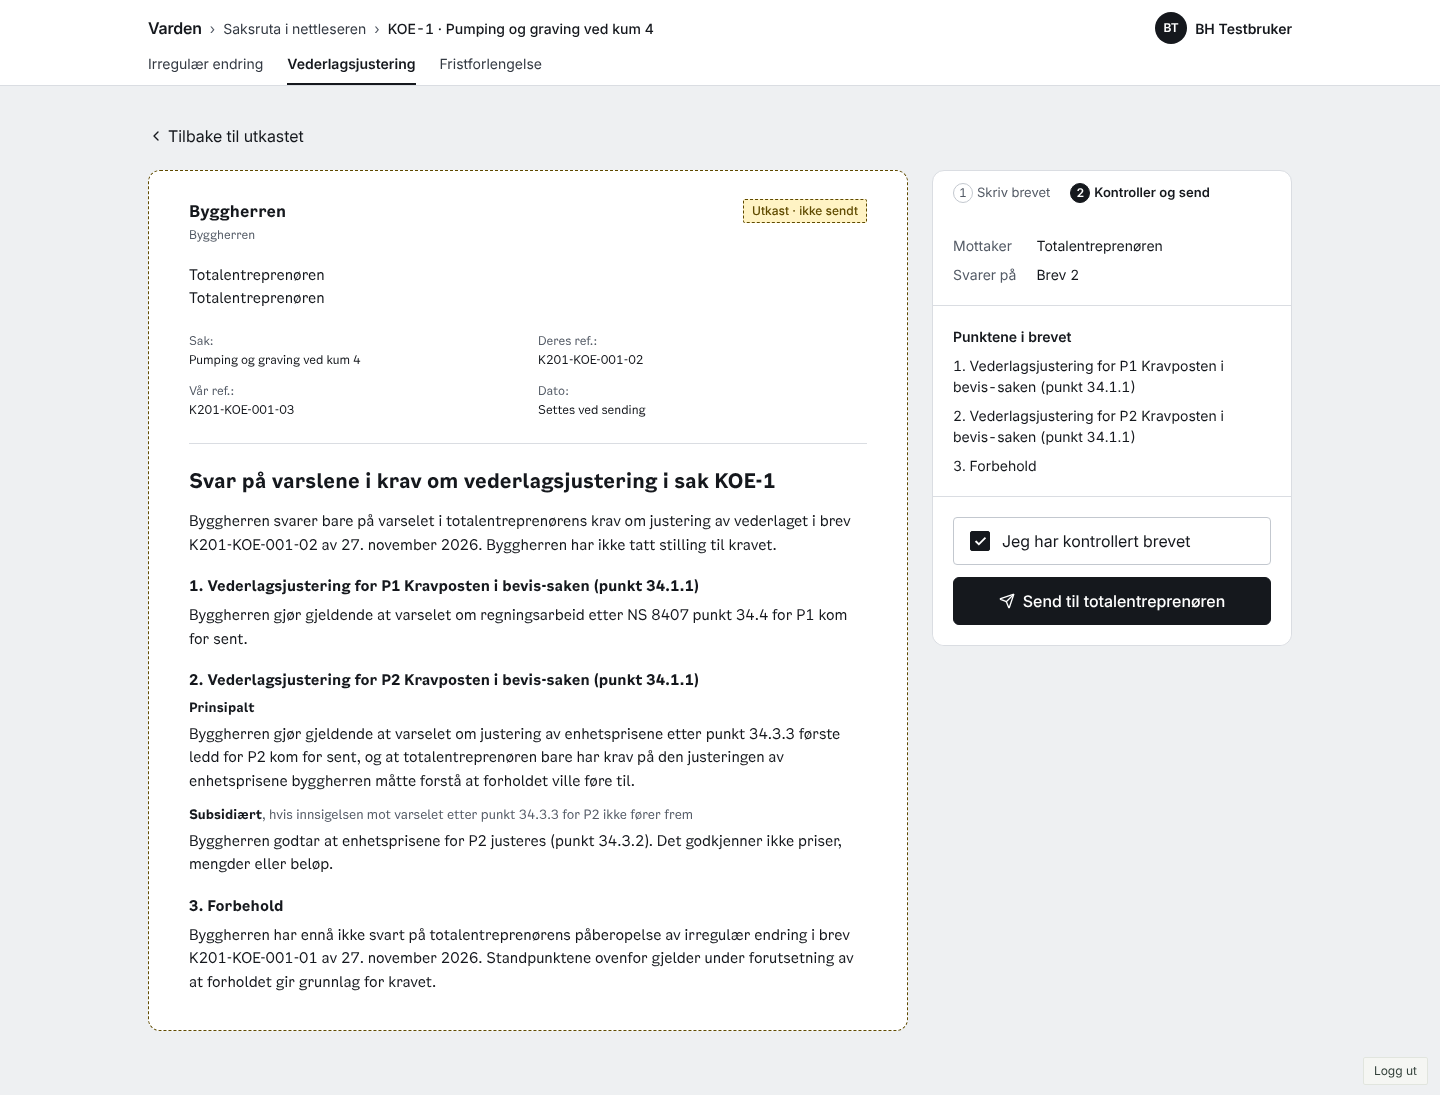 Varden › Saksruta i nettleseren › KOE-1 · Pumping og graving ved kum 4
BT BH Testbruker
Irregulær endring Vederlagsjustering Fristforlengelse
Tilbake til utkastet
Byggherren
Utkast · ikke sendt
Byggherren
Totalentreprenøren
Totalentreprenøren
Sak: Deres ref.:
Pumping og graving ved kum 4 K201-KOE-001-02
Vår ref.: Dato:
K201-KOE-001-03 Settes ved sending
Svar på varslene i krav om vederlagsjustering i sak KOE-1
Byggherren svarer bare på varselet i totalentreprenørens krav om justering av vederlaget i brev
K201-KOE-001-02 av 27. november 2026. Byggherren har ikke tatt stilling til kravet.
1. Vederlagsjustering for P1 Kravposten i bevis-saken (punkt 34.1.1)
Byggherren gjør gjeldende at varselet om regningsarbeid etter NS 8407 punkt 34.4 for P1 kom
for sent.
2. Vederlagsjustering for P2 Kravposten i bevis-saken (punkt 34.1.1)
Prinsipalt
Byggherren gjør gjeldende at varselet om justering av enhetsprisene etter punkt 34.3.3 første
ledd for P2 kom for sent, og at totalentreprenøren bare har krav på den justeringen av
enhetsprisene byggherren måtte forstå at forholdet ville føre til.
Subsidiært, hvis innsigelsen mot varselet etter punkt 34.3.3 for P2 ikke fører frem
Byggherren godtar at enhetsprisene for P2 justeres (punkt 34.3.2). Det godkjenner ikke priser,
mengder eller beløp.
3. Forbehold
Byggherren har ennå ikke svart på totalentreprenørens påberopelse av irregulær endring i brev
K201-KOE-001-01 av 27. november 2026. Standpunktene ovenfor gjelder under forutsetning av
at forholdet gir grunnlag for kravet.
1 Skriv brevet 2 Kontroller og send
Mottaker Totalentreprenøren
Svarer på Brev 2
Punktene i brevet
1. Vederlagsjustering for P1 Kravposten i
bevis-saken (punkt 34.1.1)
2. Vederlagsjustering for P2 Kravposten i
bevis-saken (punkt 34.1.1)
3. Forbehold
Jeg har kontrollert brevet
Send til totalentreprenøren
Logg ut